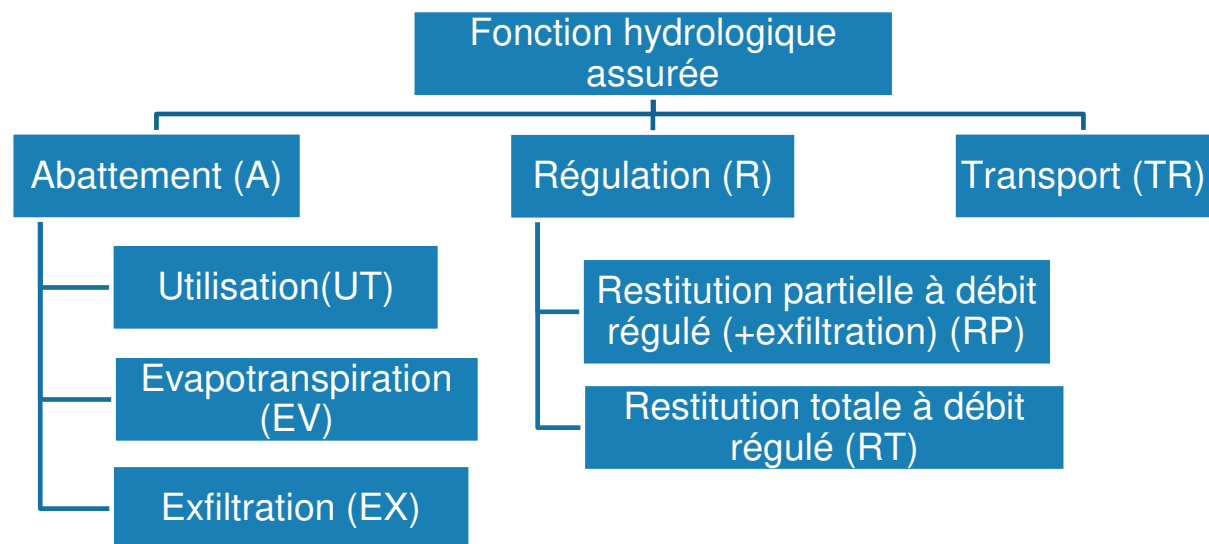 Fonction hydrologique
assurée
Abattement (A)
Régulation (R)
Transport (TR)
Utilisation(UT)
Restitution partielle à débit
régulé (+exfiltration) (RP)
Evapotranspiration
(EV)
Restitution totale à débit
régulé (RT)
Exfiltration (EX)